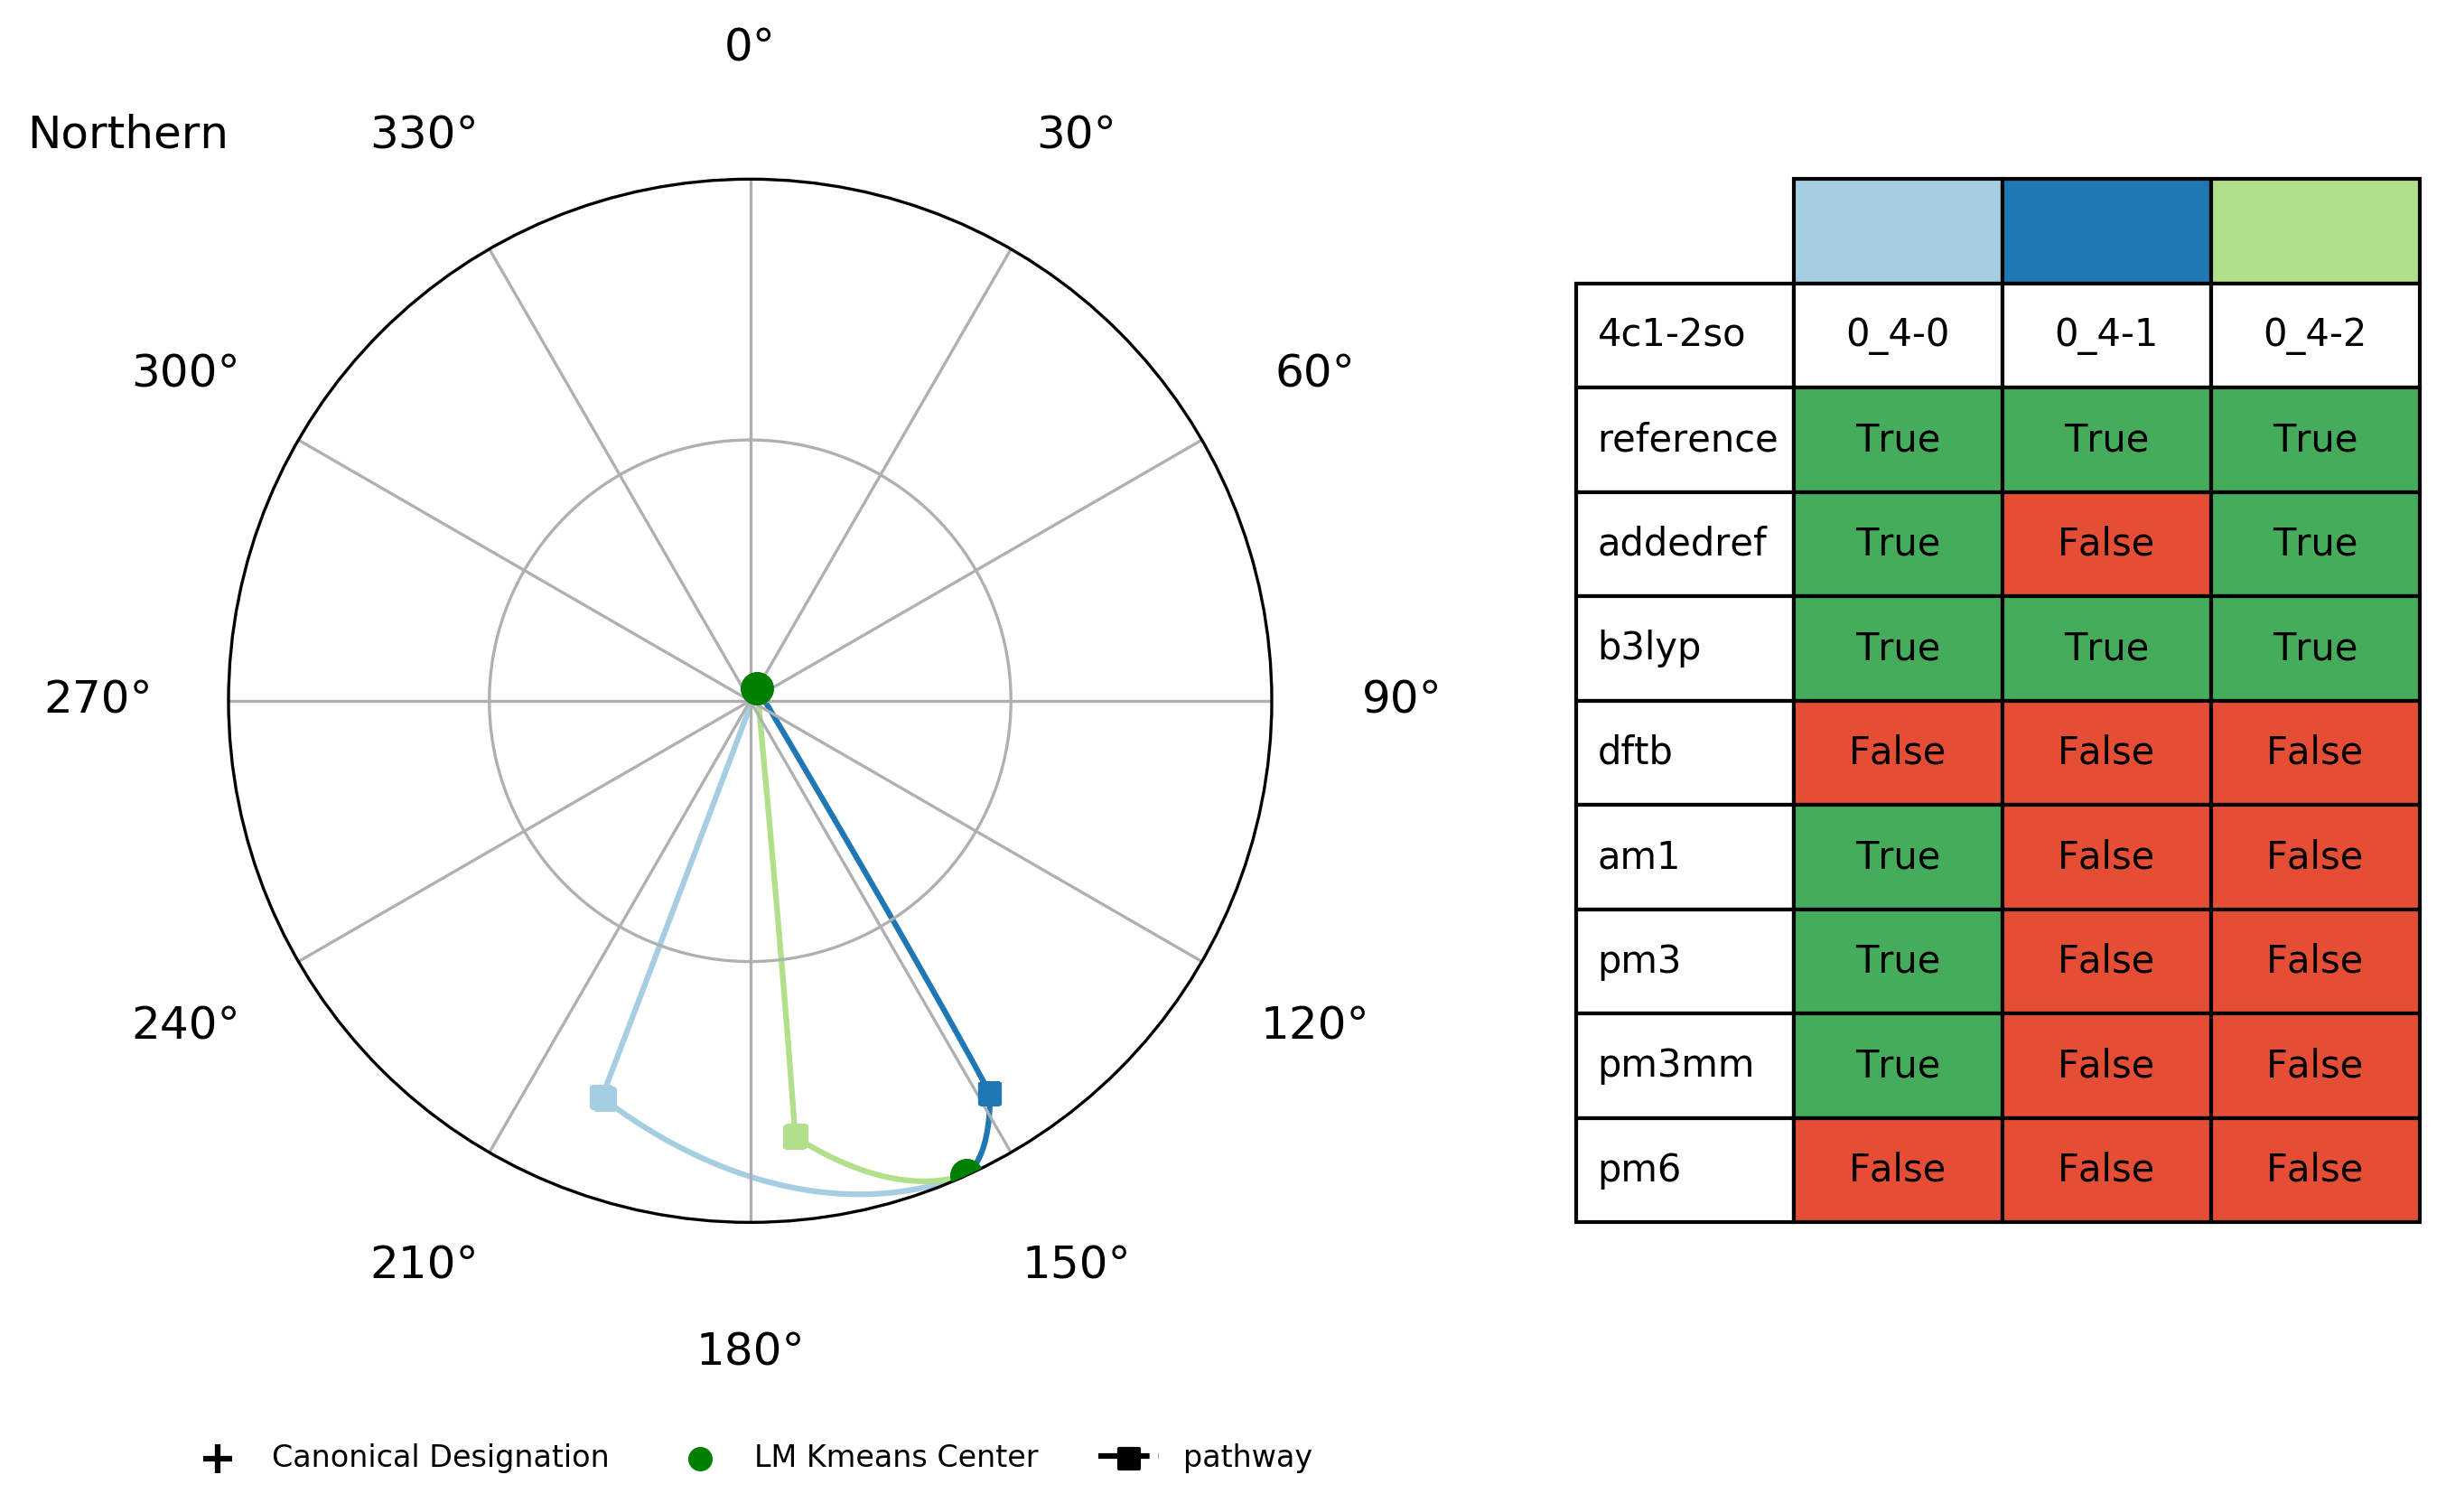 0°
Northern 330° 30°
300° 60°
270° 90°
240° 120°
210° 150°
180°
4c1-2so 0_4-0 0_4-1 0_4-2
reference True True True
addedref True False True
b3lyp True True True
dftb False False False
am1 True False False
pm3 True False False
pm3mm True False False
pm6 False False False
Canonical Designation LM Kmeans Center pathway